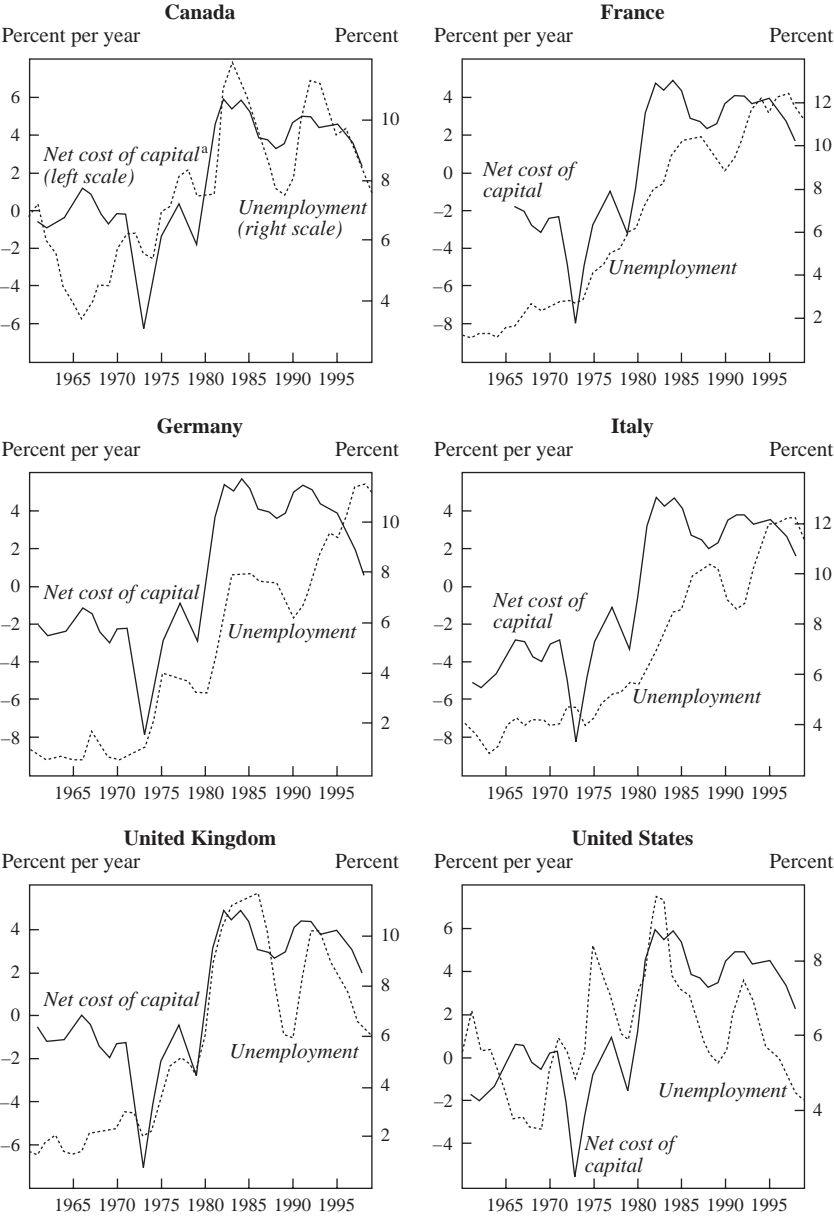 Canada
Percent per year Percent
6
4
2
0
–2
–4
–6
Net cost of capitalᵃ
(left scale)
Unemployment
(right scale)
10
8
6
4
1965 1970 1975 1980 1985 1990 1995
France
Percent per year Percent
4
2
0
–2
–4
–6
–8
Net cost of
capital
Unemployment
12
10
8
6
4
2
1965 1970 1975 1980 1985 1990 1995
Germany
Percent per year Percent
4
2
0
–2
–4
–6
–8
Net cost of capital
Unemployment
10
8
6
4
2
1965 1970 1975 1980 1985 1990 1995
Italy
Percent per year Percent
4
2
0
–2
–4
–6
–8
Net cost of
capital
Unemployment
12
10
8
6
4
1965 1970 1975 1980 1985 1990 1995
United Kingdom
Percent per year Percent
4
2
0
–2
–4
–6
Net cost of capital
Unemployment
10
8
6
4
2
1965 1970 1975 1980 1985 1990 1995
United States
Percent per year Percent
6
4
2
0
–2
–4
Unemployment
Net cost of
capital
8
6
4
1965 1970 1975 1980 1985 1990 1995